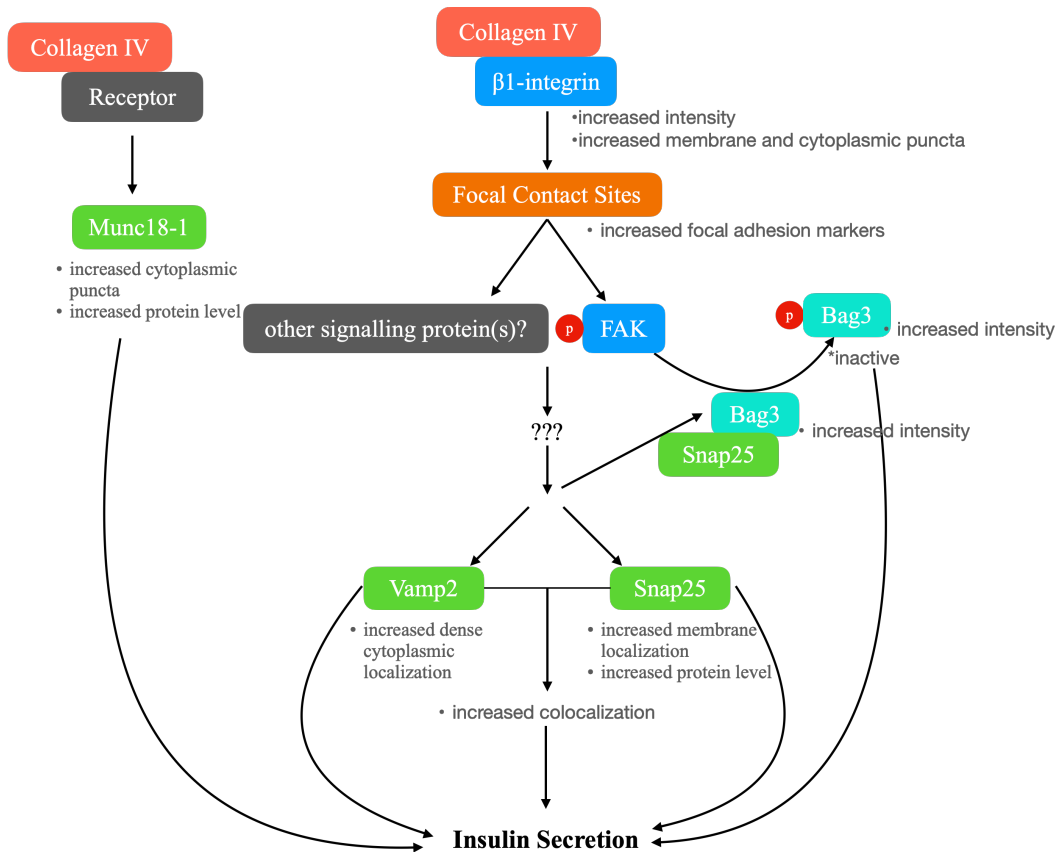 Collagen IV
Receptor
Munc18-1
• increased cytoplasmic
puncta
• increased protein level
Collagen IV
β1-integrin
•increased intensity
•increased membrane and cytoplasmic puncta
Focal Contact Sites
• increased focal adhesion markers
other signalling protein(s)?
p
FAK
p
Bag3
• increased intensity
*inactive
Bag3
• increased intensity
Snap25
???
Vamp2
• increased dense
cytoplasmic
localization
Snap25
• increased membrane
localization
• increased protein level
• increased colocalization
Insulin Secretion